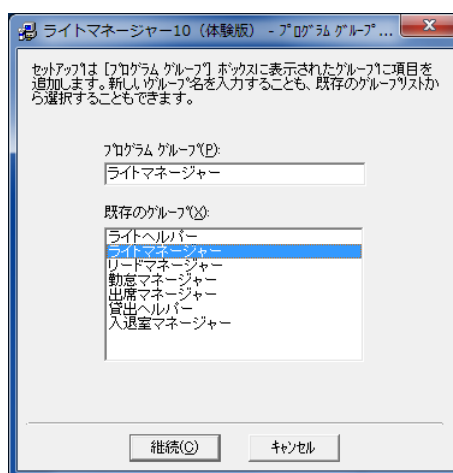 ライトマネージャー10（体験版） - ﾌﾟﾛｸﾞﾗﾑ ｸﾞﾙｰﾌﾟ ...
ｾｯﾄｱｯﾌﾟは [ﾌﾟﾛｸﾞﾗﾑ ｸﾞﾙｰﾌﾟ] ﾎﾞｯｸｽに表示されたｸﾞﾙｰﾌﾟに項目を
追加します。新しいｸﾞﾙｰﾌﾟ名を入力することも、既存のｸﾞﾙｰﾌﾟﾘｽﾄか
ら選択することもできます。
ﾌﾟﾛｸﾞﾗﾑ ｸﾞﾙｰﾌﾟ(P):
ライトマネージャー
既存のｸﾞﾙｰﾌﾟ(X):
ライトヘルパー
ライトマネージャー
リードマネージャー
勤怠マネージャー
出席マネージャー
貸出ヘルパー
入退室マネージャー
継続(C)
ｷｬﾝｾﾙ